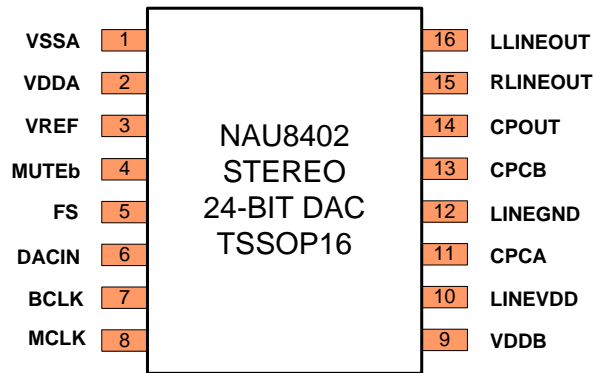 VSSA 1
VDDA 2
VREF 3
MUTEb 4
FS 5
DACIN 6
BCLK 7
MCLK 8
NAU8402
STEREO
24-BIT DAC
TSSOP16
16 LLINEOUT
15 RLINEOUT
14 CPOUT
13 CPCB
12 LINEGND
11 CPCA
10 LINEVDD
9 VDDB